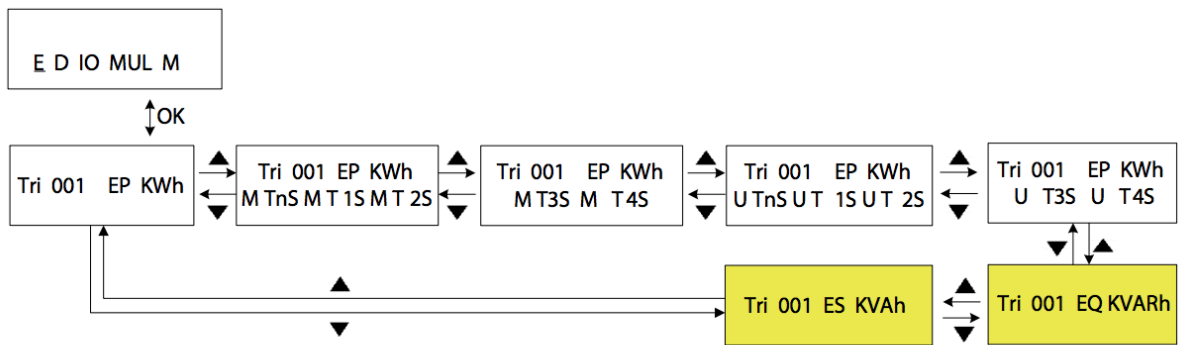 E D IO MUL M
OK
Tri 001 EP KWh
Tri 001 EP KWh
M TnS M T 1S M T 2S
Tri 001 EP KWh
M T3S M T4S
Tri 001 EP KWh
U TnS U T 1S U T 2S
Tri 001 EP KWh
U T3S U T4S
Tri 001 ES KVAh
Tri 001 EQ KVARh